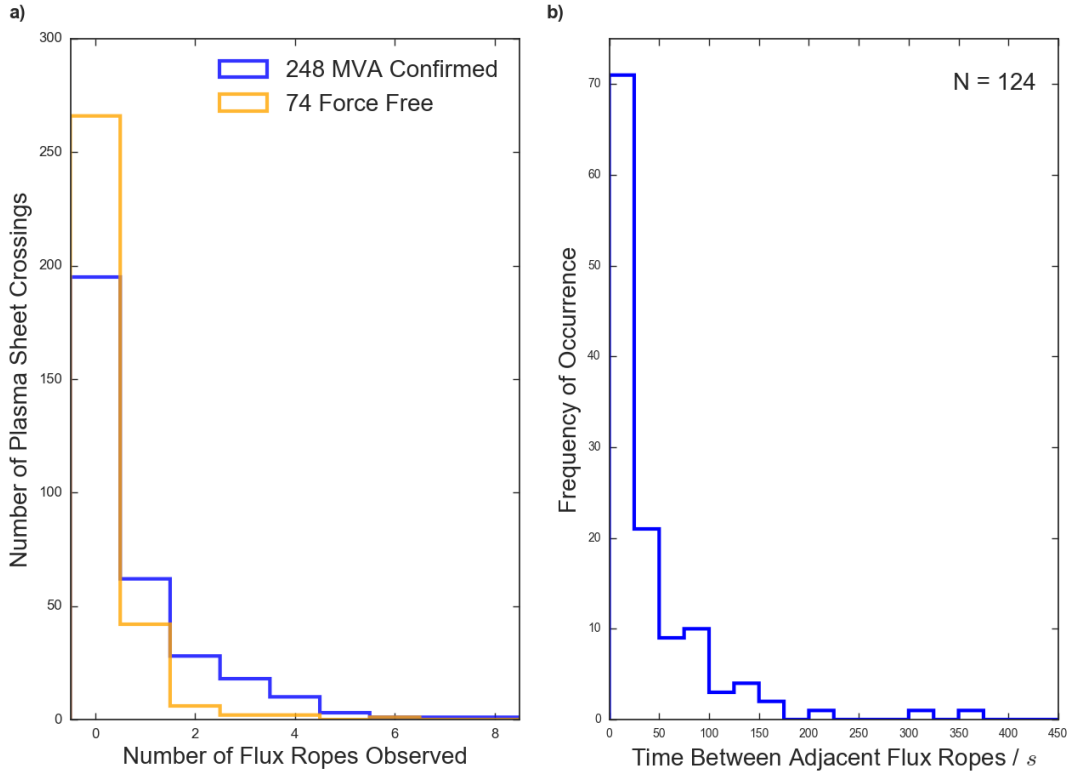 a)
300
250
200
150
100
50
0
Number of Plasma Sheet Crossings
248 MVA Confirmed
74 Force Free
0 2 4 6 8
Number of Flux Ropes Observed
b)
70
60
50
40
30
20
10
0
Frequency of Occurrence
N = 124
0 50 100 150 200 250 300 350 400 450
Time Between Adjacent Flux Ropes / s